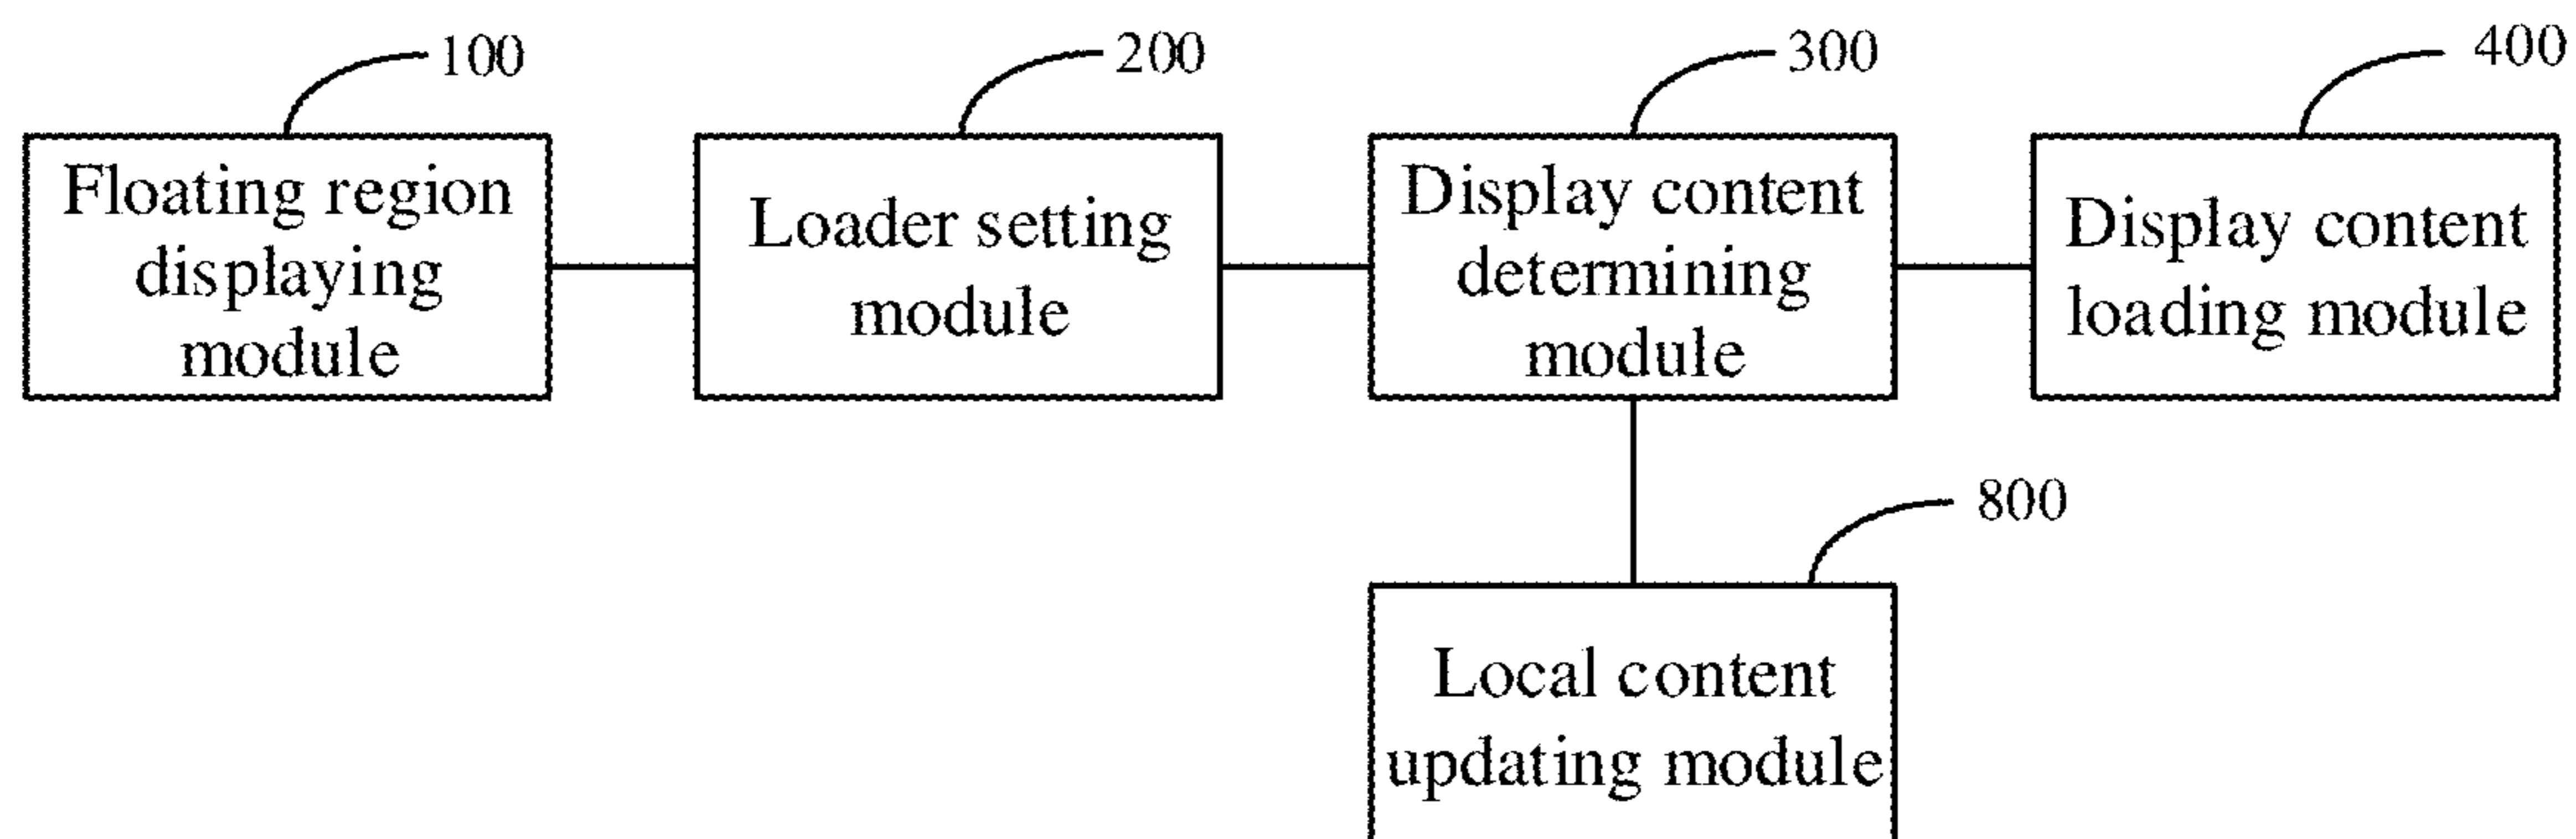 100
200
300
400
Floating region
displaying
module
Loader setting
module
Display content
determining
module
Display content
loading module
800
Local content
updating module